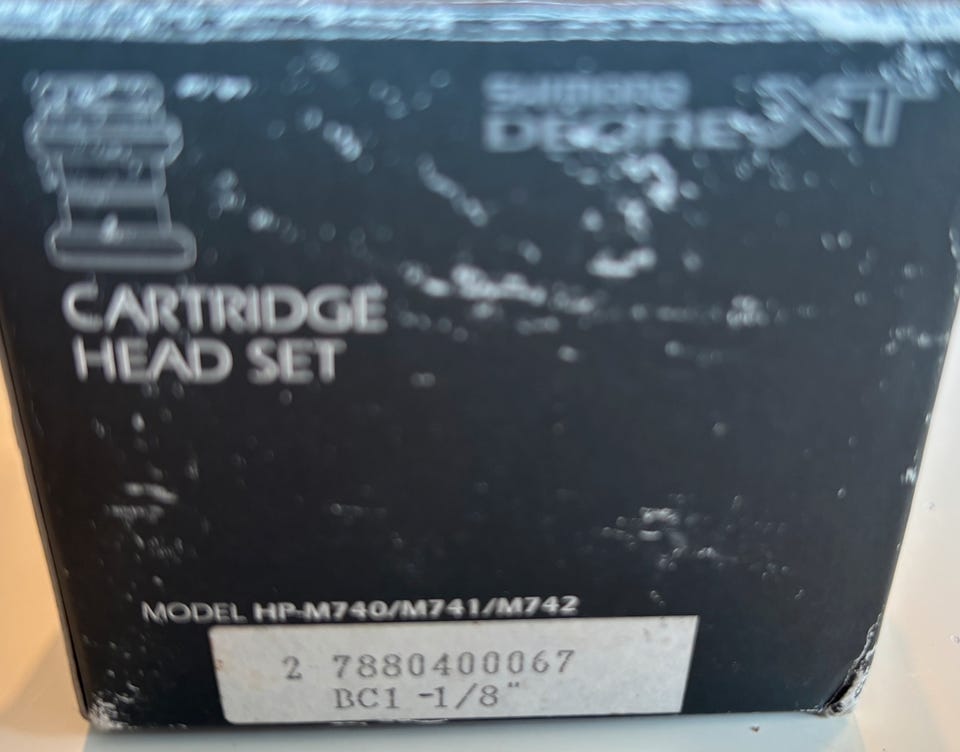 SHIMANO
DEORE XT
CARTRIDGE
HEAD SET
MODEL HP-M740/M741/M742
2 7880400067
BC1 -1/8"